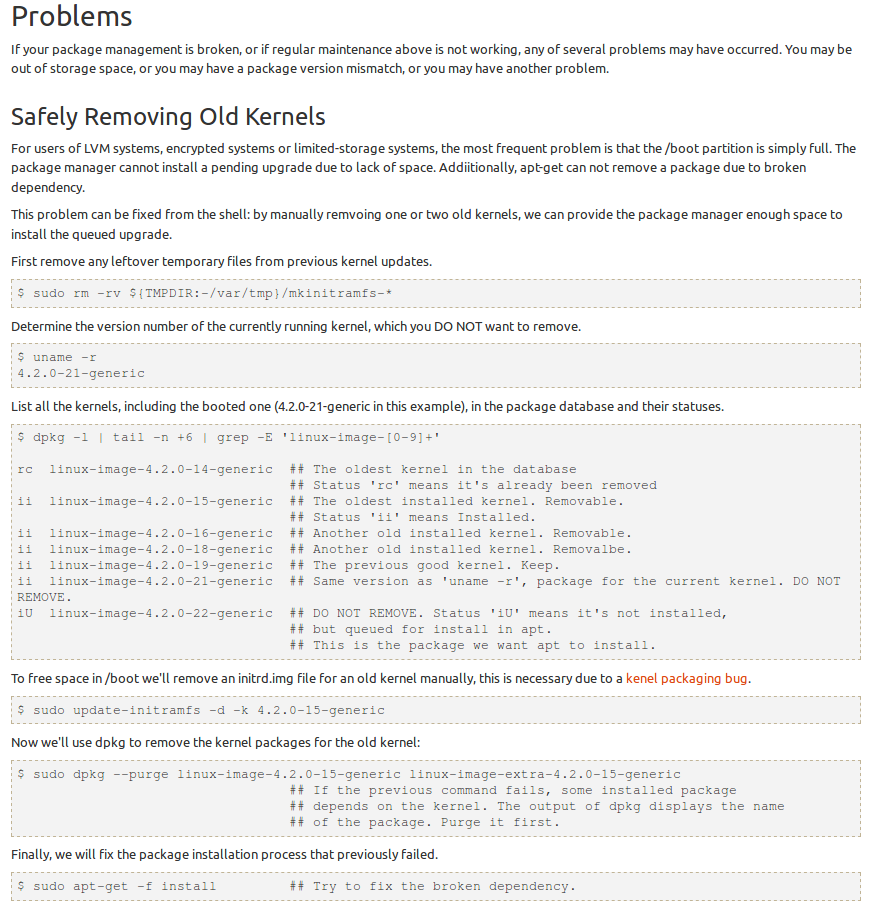 Problems
If your package management is broken, or if regular maintenance above is not working, any of several problems may have occurred. You may be
out of storage space, or you may have a package version mismatch, or you may have another problem.
Safely Removing Old Kernels
For users of LVM systems, encrypted systems or limited-storage systems, the most frequent problem is that the /boot partition is simply full. The
package manager cannot install a pending upgrade due to lack of space. Addiitionally, apt-get can not remove a package due to broken
dependency.
This problem can be fixed from the shell: by manually remvoing one or two old kernels, we can provide the package manager enough space to
install the queued upgrade.
First remove any leftover temporary files from previous kernel updates.
$ sudo rm -rv ${TMPDIR:-/var/tmp}/mkinitramfs-*
Determine the version number of the currently running kernel, which you DO NOT want to remove.
$ uname -r
4.2.0-21-generic
List all the kernels, including the booted one (4.2.0-21-generic in this example), in the package database and their statuses.
$ dpkg -l | tail -n +6 | grep -E 'linux-image-[0-9]+'
rc  linux-image-4.2.0-14-generic  ## The oldest kernel in the database
## Status 'rc' means it's already been removed
ii  linux-image-4.2.0-15-generic  ## The oldest installed kernel. Removable.
## Status 'ii' means Installed.
ii  linux-image-4.2.0-16-generic  ## Another old installed kernel. Removable.
ii  linux-image-4.2.0-18-generic  ## Another old installed kernel. Removalbe.
ii  linux-image-4.2.0-19-generic  ## The previous good kernel. Keep.
ii  linux-image-4.2.0-21-generic  ## Same version as 'uname -r', package for the current kernel. DO NOT
REMOVE.
iU  linux-image-4.2.0-22-generic  ## DO NOT REMOVE. Status 'iU' means it's not installed,
## but queued for install in apt.
## This is the package we want apt to install.
To free space in /boot we'll remove an initrd.img file for an old kernel manually, this is necessary due to a kenel packaging bug.
$ sudo update-initramfs -d -k 4.2.0-15-generic
Now we'll use dpkg to remove the kernel packages for the old kernel:
$ sudo dpkg --purge linux-image-4.2.0-15-generic linux-image-extra-4.2.0-15-generic
## If the previous command fails, some installed package
## depends on the kernel. The output of dpkg displays the name
## of the package. Purge it first.
Finally, we will fix the package installation process that previously failed.
$ sudo apt-get -f install         ## Try to fix the broken dependency.